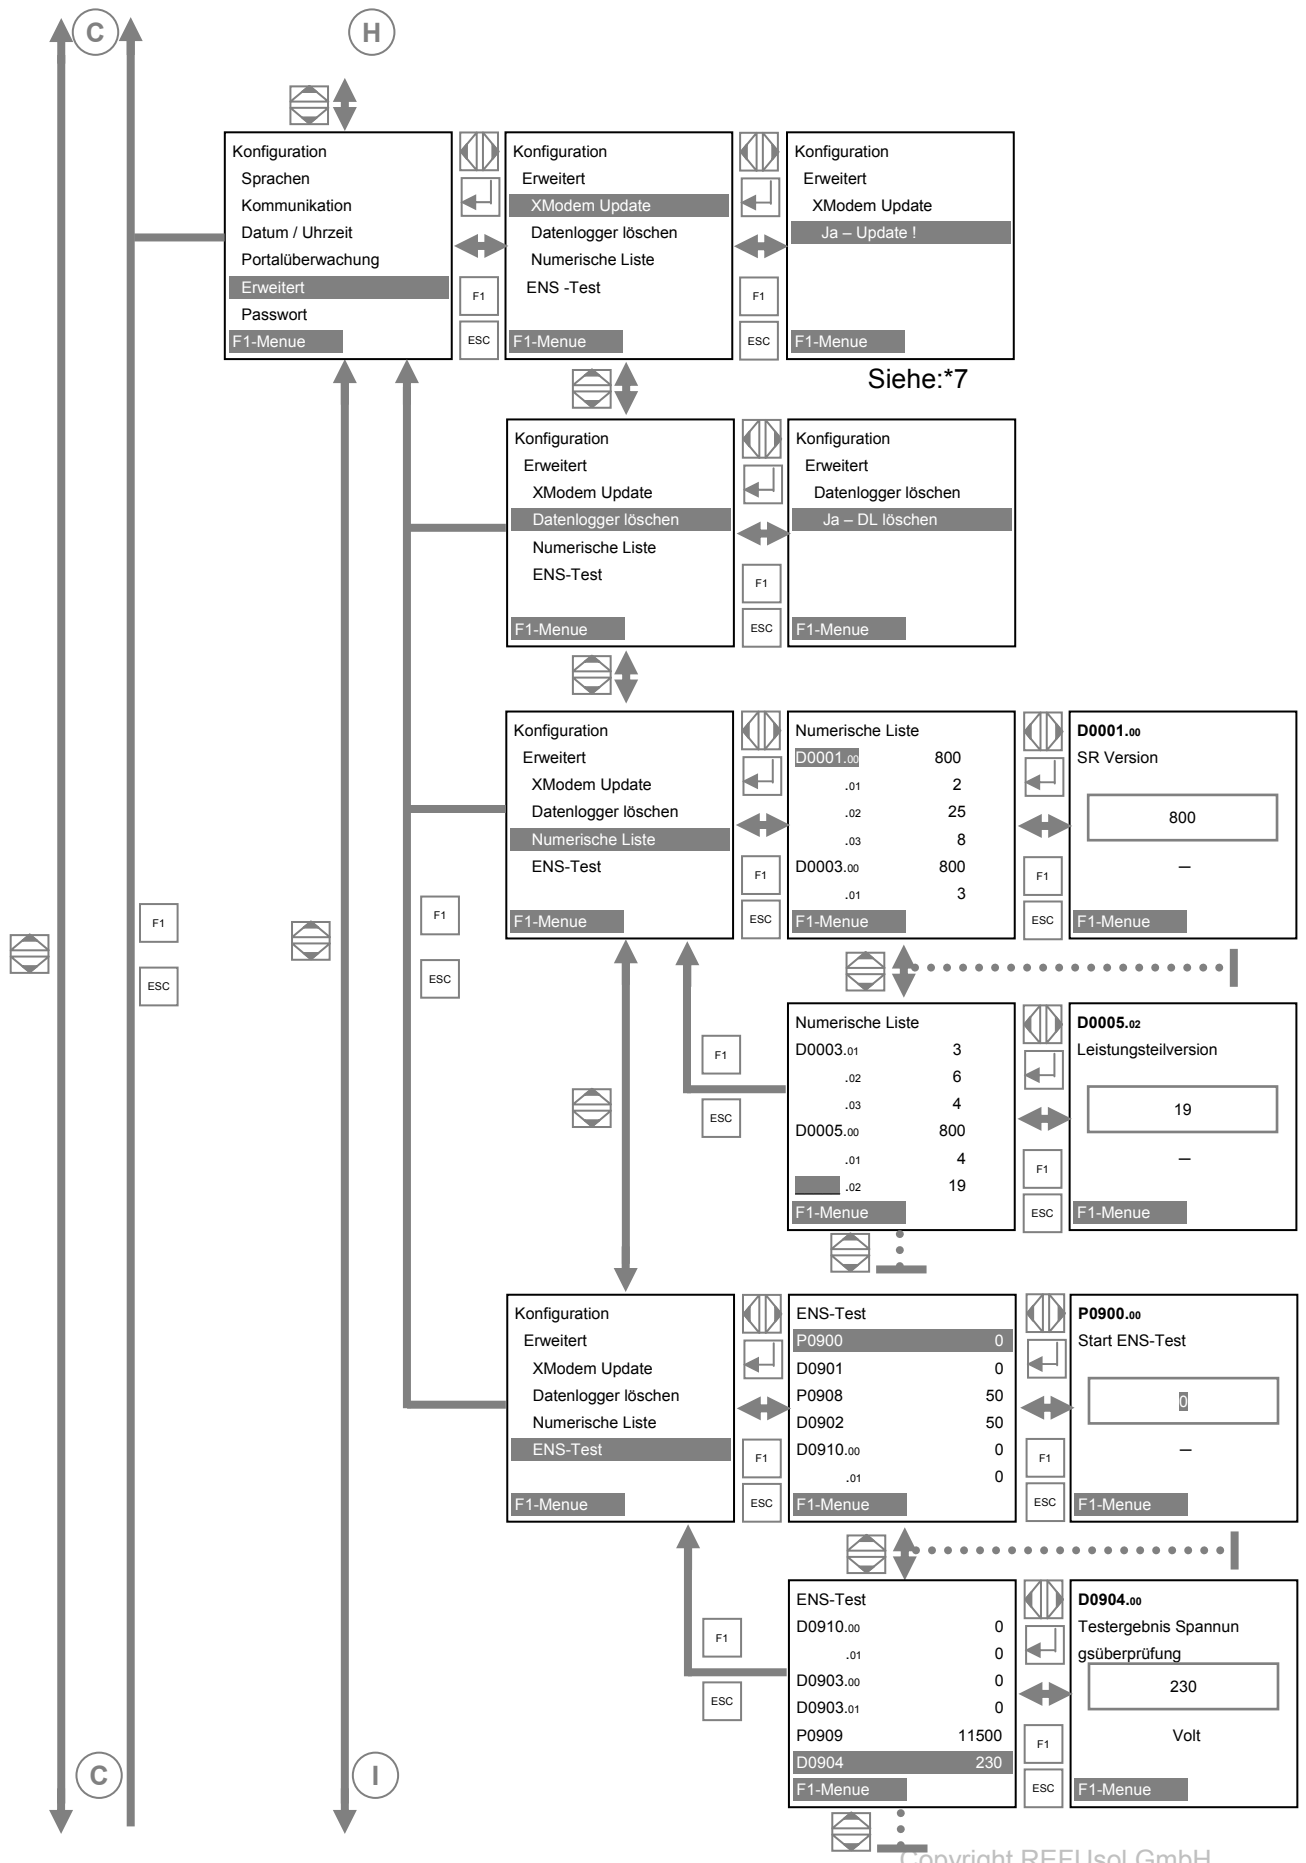 C
H
Konfiguration
Sprachen
Kommunikation
Datum / Uhrzeit
Portalüberwachung
Erweitert
Passwort
F1-Menue
F1
ESC
Konfiguration
Erweitert
XModem Update
Datenlogger löschen
Numerische Liste
ENS -Test
F1-Menue
F1
ESC
Konfiguration
Erweitert
XModem Update
Ja – Update !
F1-Menue
Siehe:*7
Konfiguration
Erweitert
XModem Update
Datenlogger löschen
Numerische Liste
ENS-Test
F1-Menue
F1
ESC
Konfiguration
Erweitert
Datenlogger löschen
Ja – DL löschen
F1-Menue
Konfiguration
Erweitert
XModem Update
Datenlogger löschen
Numerische Liste
ENS-Test
F1-Menue
F1
ESC
Numerische Liste
D0001.00 800
.01 2
.02 25
.03 8
D0003.00 800
.01 3
F1-Menue
F1
ESC
D0001.00
SR Version
800
–
F1-Menue
F1
ESC
F1
ESC
F1
ESC
Numerische Liste
D0003.01 3
.02 6
.03 4
D0005.00 800
.01 4
.02 19
F1-Menue
F1
ESC
D0005.02
Leistungsteilversion
19
–
F1-Menue
Konfiguration
Erweitert
XModem Update
Datenlogger löschen
Numerische Liste
ENS-Test
F1-Menue
F1
ESC
ENS-Test
P0900 0
D0901 0
P0908 50
D0902 50
D0910.00 0
.01 0
F1-Menue
F1
ESC
P0900.00
Start ENS-Test
0
–
F1-Menue
F1
ESC
ENS-Test
D0910.00 0
.01 0
D0903.00 0
D0903.01 0
P0909 11500
D0904 230
F1-Menue
F1
ESC
D0904.00
Testergebnis Spannun
gsüberprüfung
230
Volt
F1-Menue
C
I
Copyright REFUsol GmbH